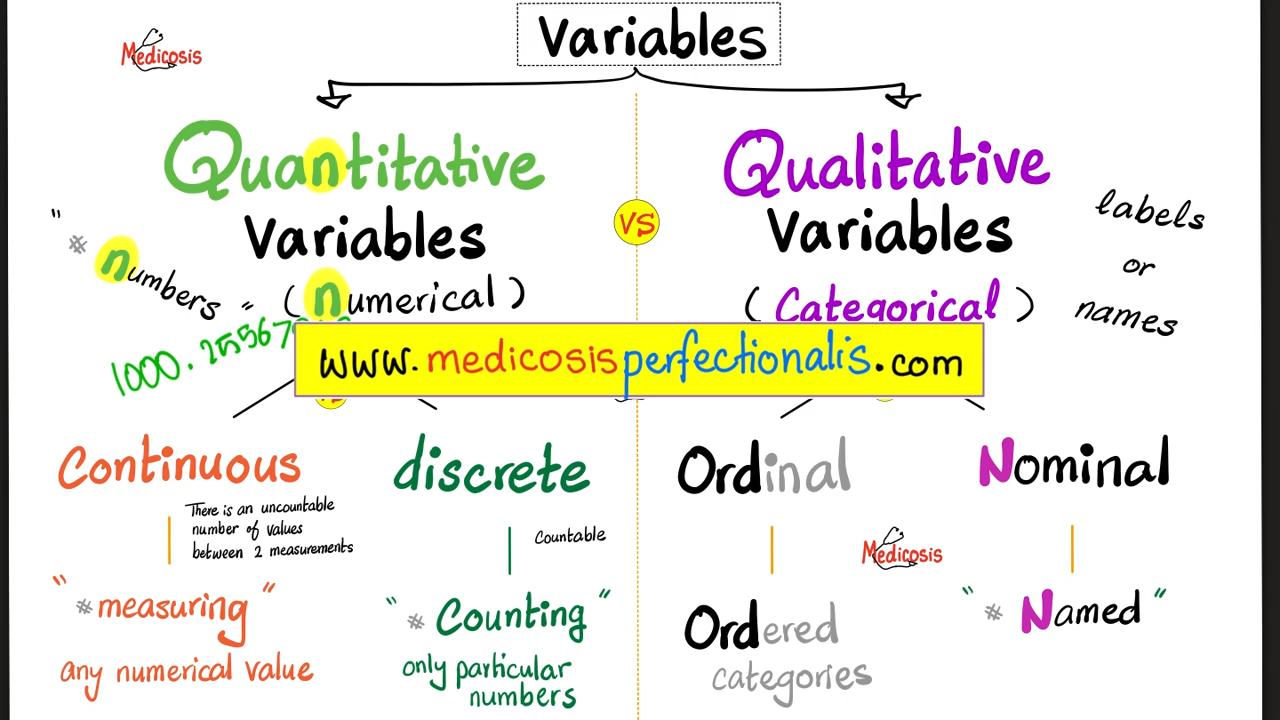 Variables
Medicosis
Quantitative
Variables
(numerical)
"
# numbers"
VS
Qualitative
Variables
(Categorical)
labels
or
names
www.medicosisperfectionalis.com
Continuous
There is an uncountable
number of values
between 2 measurements
"# measuring"
any numerical value
discrete
Countable
"# Counting"
only particular
numbers
Ordinal
Ordered
categories
Medicosis
Nominal
"# Named"